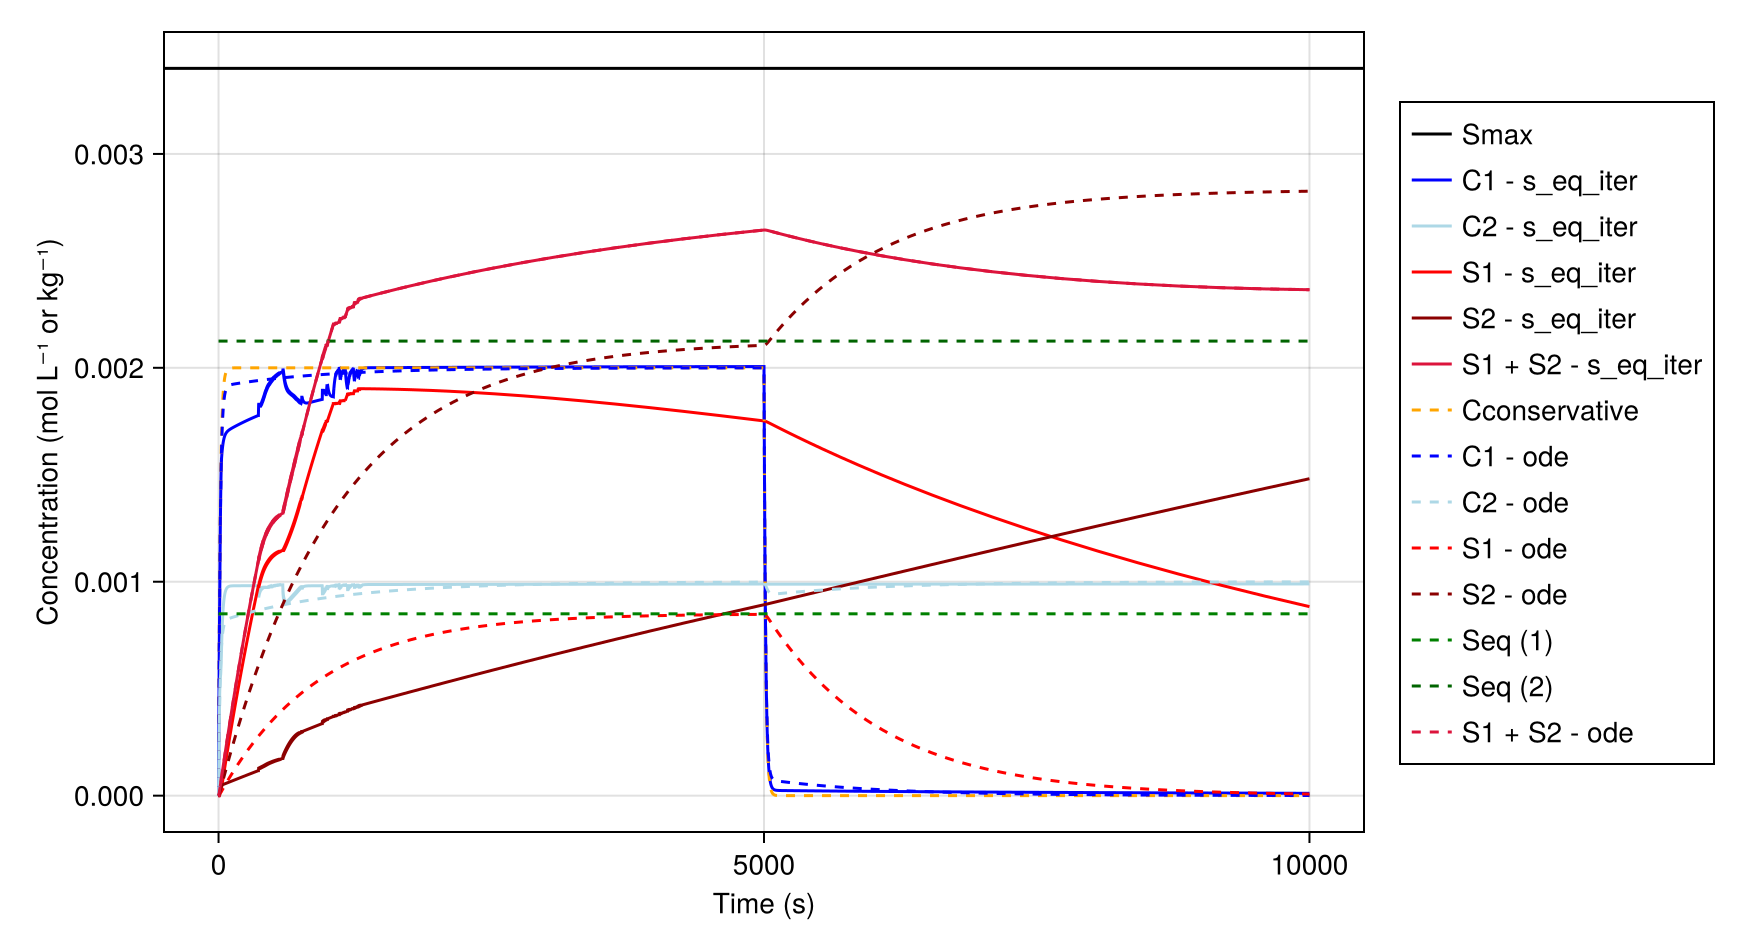 0.003
0.002
0.001
0.000
Concentration (mol L⁻¹ or kg⁻¹)
0
5000
10000
Time (s)
Smax
C1 - s_eq_iter
C2 - s_eq_iter
S1 - s_eq_iter
S2 - s_eq_iter
S1 + S2 - s_eq_iter
Cconservative
C1 - ode
C2 - ode
S1 - ode
S2 - ode
Seq (1)
Seq (2)
S1 + S2 - ode